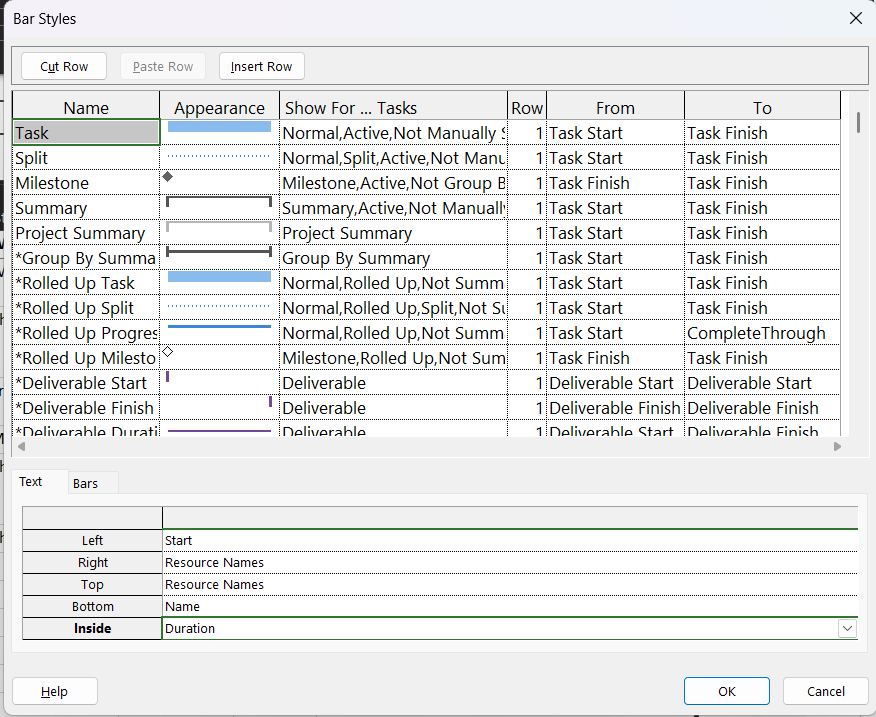 Bar Styles
Cut Row Paste Row Insert Row
Name Appearance Show For ... Tasks Row From To
Task Normal,Active,Not Manually S 1 Task Start Task Finish
Split Normal,Split,Active,Not Manu 1 Task Start Task Finish
Milestone Milestone,Active,Not Group B 1 Task Finish Task Finish
Summary Summary,Active,Not Manually 1 Task Start Task Finish
Project Summary Project Summary 1 Task Start Task Finish
*Group By Summa Group By Summary 1 Task Start Task Finish
*Rolled Up Task Normal,Rolled Up,Not Summ 1 Task Start Task Finish
*Rolled Up Split Normal,Rolled Up,Split,Not Su 1 Task Start Task Finish
*Rolled Up Progres Normal,Rolled Up,Not Summ 1 Task Start CompleteThrough
*Rolled Up Milesto Milestone,Rolled Up,Not Sum 1 Task Finish Task Finish
*Deliverable Start Deliverable 1 Deliverable Start Deliverable Start
*Deliverable Finish Deliverable 1 Deliverable Finish Deliverable Finish
*Deliverable Durati Deliverable 1 Deliverable Start Deliverable Finish
Text Bars
Left Start
Right Resource Names
Top Resource Names
Bottom Name
Inside Duration
Help OK Cancel